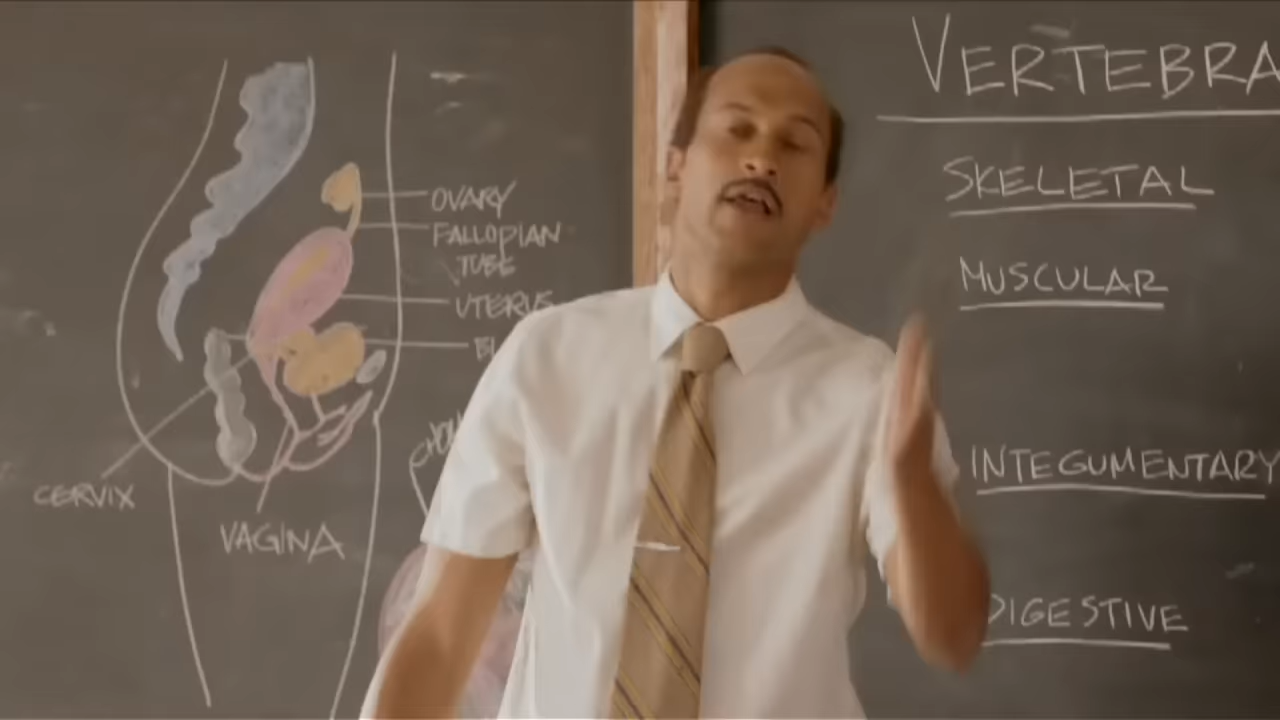 OVARY
FALLOPIAN
TUBE
UTERUS
CERVIX
VAGINA
VERTEBRA
SKELETAL
MUSCULAR
INTEGUMENTARY
DIGESTIVE